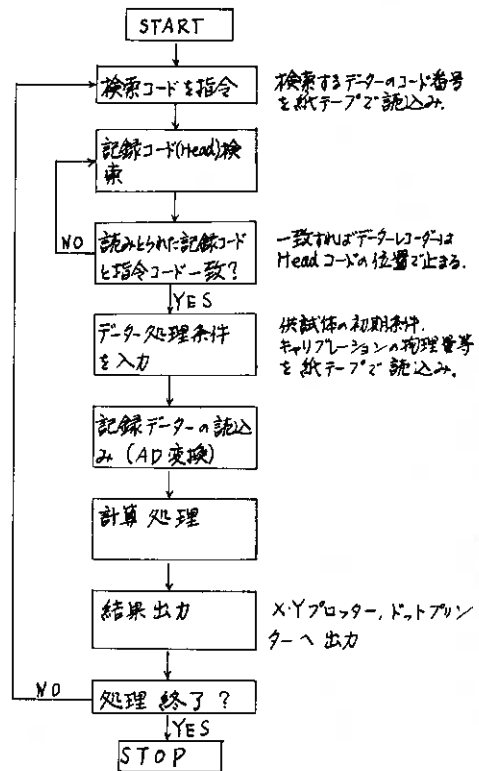 START
検索コードを指令
検索するデーターのコード番号
を紙テープで読込み.
記録コード(Head)検
索
NO
読みとられた記録コード
と指令コード一致?
一致すればデーターレコーダーは
Headコードの位置で止まる.
YES
データー処理条件
を入力
供試体の初期条件.
キャリブレーションの物理量等
を紙テープで読込み.
記録データーの読込
み(AD変換)
計算処理
結果出力
X・Yプロッター,ドットプリン
ターへ出力
NO
処理終了?
YES
STOP